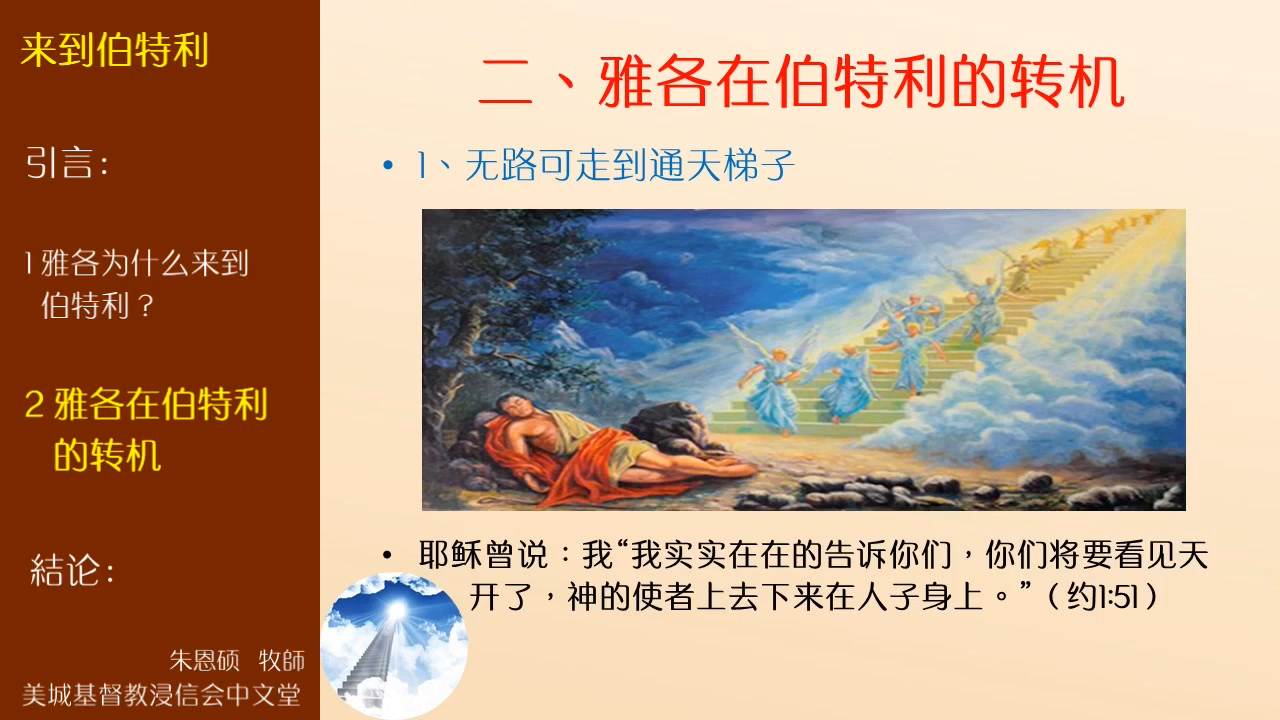 来到伯特利
引言：
1 雅各为什么来到
伯特利？
2 雅各在伯特利
的转机
結论：
朱恩硕 牧師
美城基督教浸信会中文堂
二、雅各在伯特利的转机
• 1、无路可走到通天梯子
• 耶稣曾说：我“我实实在在的告诉你们，你们将要看见天
开了，神的使者上去下来在人子身上。”（约1:51）